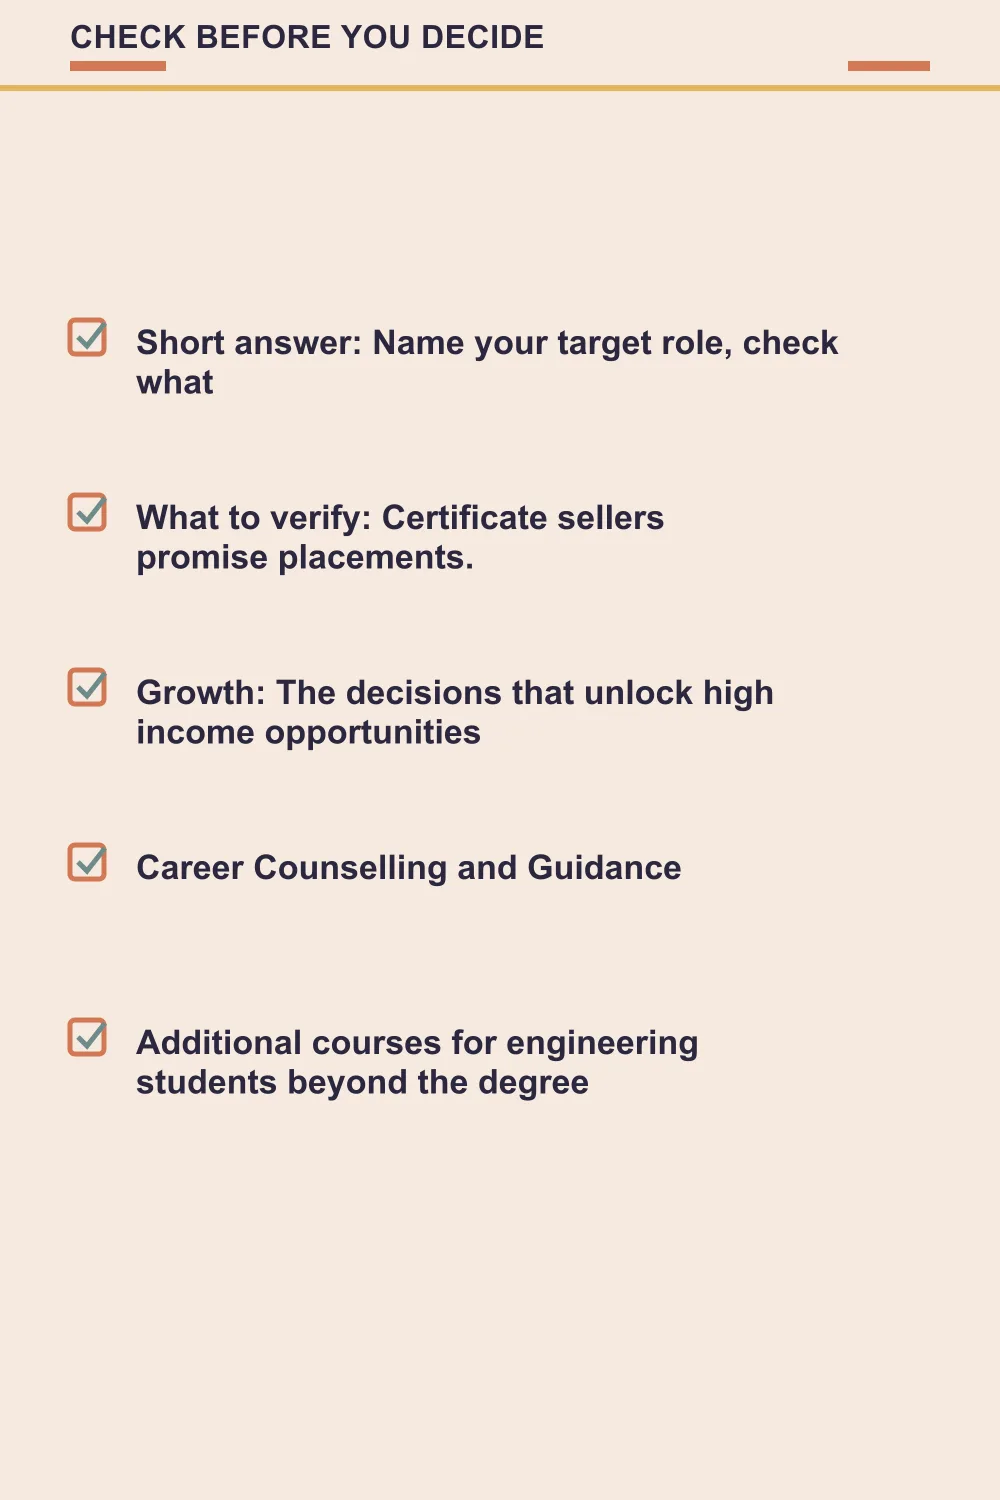 CHECK BEFORE YOU DECIDE
Short answer: Name your target role, check
what
What to verify: Certificate sellers
promise placements.
Growth: The decisions that unlock high
income opportunities
Career Counselling and Guidance
Additional courses for engineering
students beyond the degree